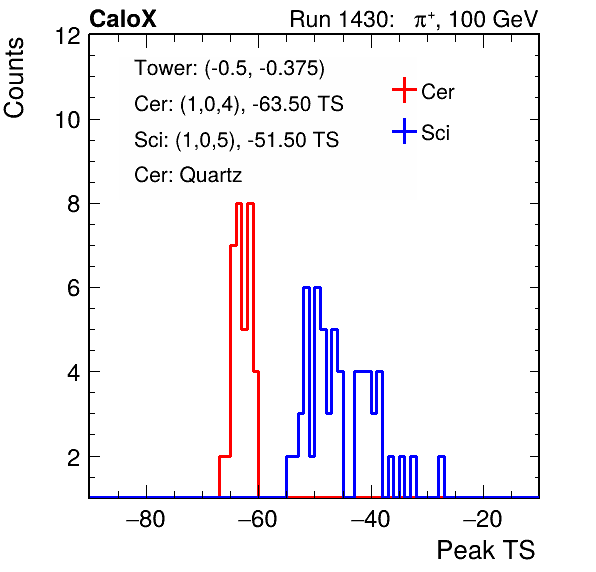 CaloX Run 1430: π⁺, 100 GeV
Counts
12
10
8
6
4
2
Tower: (-0.5, -0.375)
Cer: (1,0,4), -63.50 TS
Sci: (1,0,5), -51.50 TS
Cer: Quartz
Cer
Sci
−80 −60 −40 −20
Peak TS